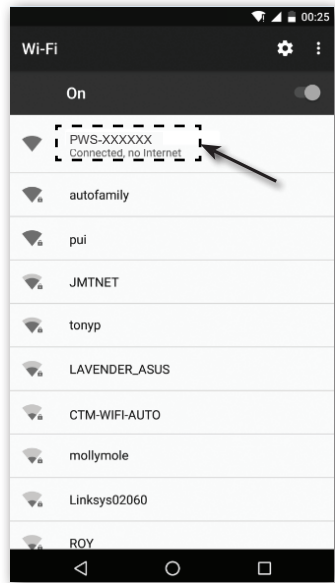 00:25
Wi-Fi
On
PWS-XXXXXX
Connected, no Internet
autofamily
pui
JMTNET
tonyp
LAVENDER_ASUS
CTM-WIFI-AUTO
mollymole
Linksys02060
ROY